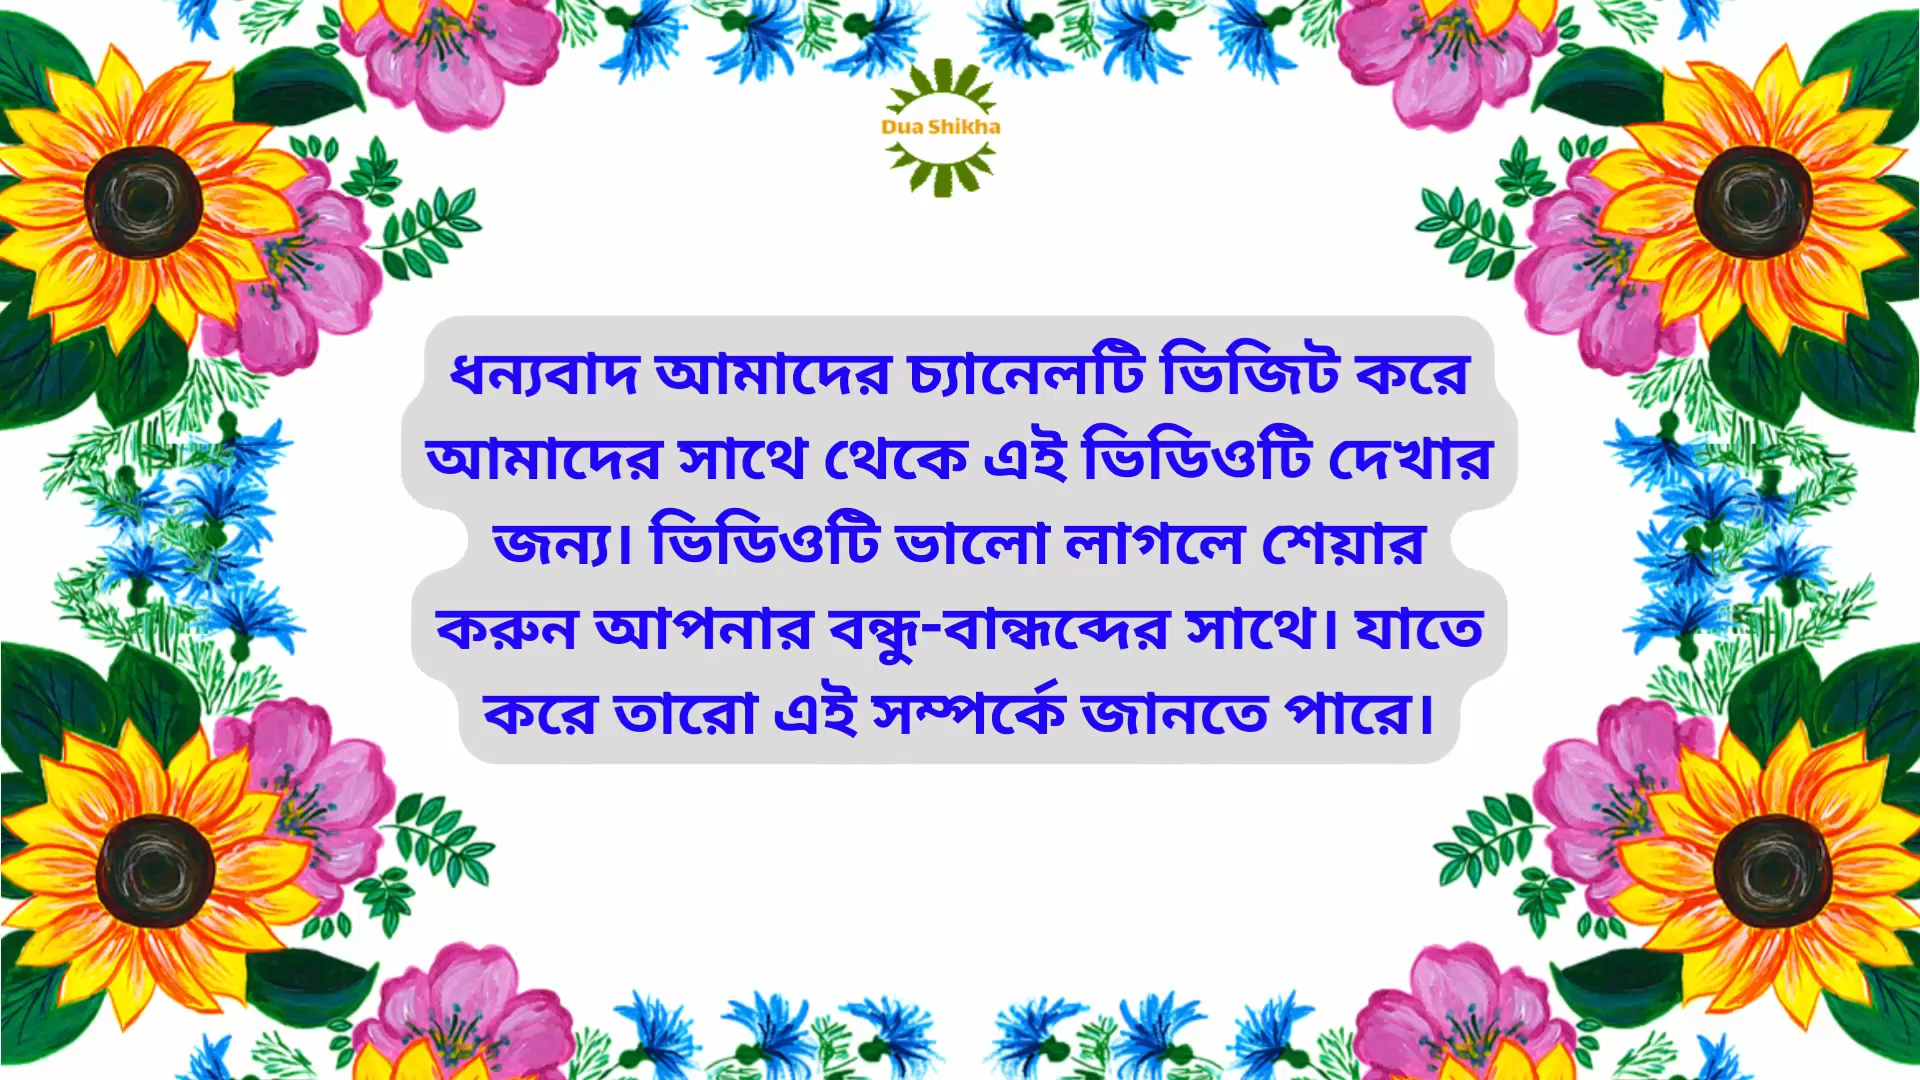 Dua Shikha
ধন্যবাদ আমাদের চ্যানেলটি ভিজিট করে
আমাদের সাথে থেকে এই ভিডিওটি দেখার
জন্য। ভিডিওটি ভালো লাগলে শেয়ার
করুন আপনার বন্ধু-বান্ধব্দের সাথে। যাতে
করে তারো এই সম্পর্কে জানতে পারে।